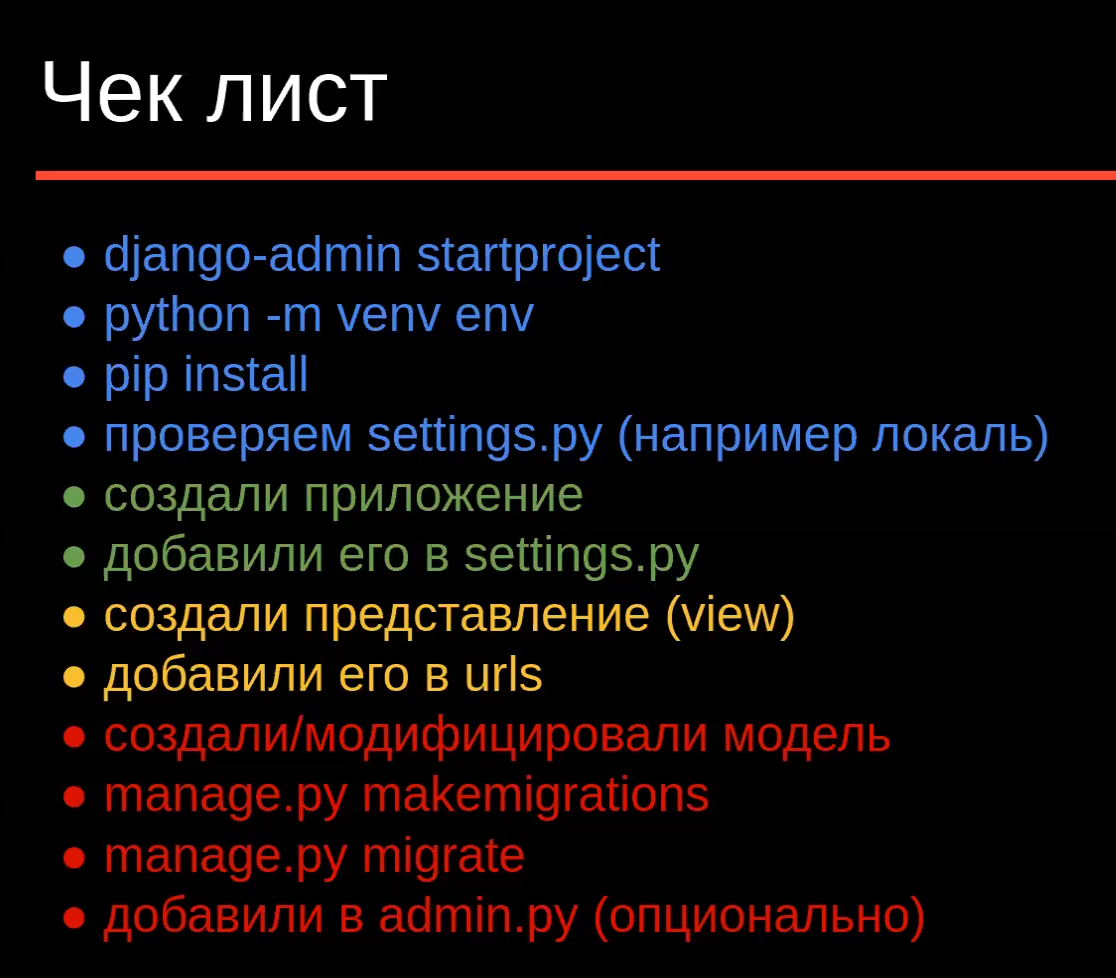 Чек лист
● django-admin startproject
● python -m venv env
● pip install
● проверяем settings.py (например локаль)
● создали приложение
● добавили его в settings.py
● создали представление (view)
● добавили его в urls
● создали/модифицировали модель
● manage.py makemigrations
● manage.py migrate
● добавили в admin.py (опционально)